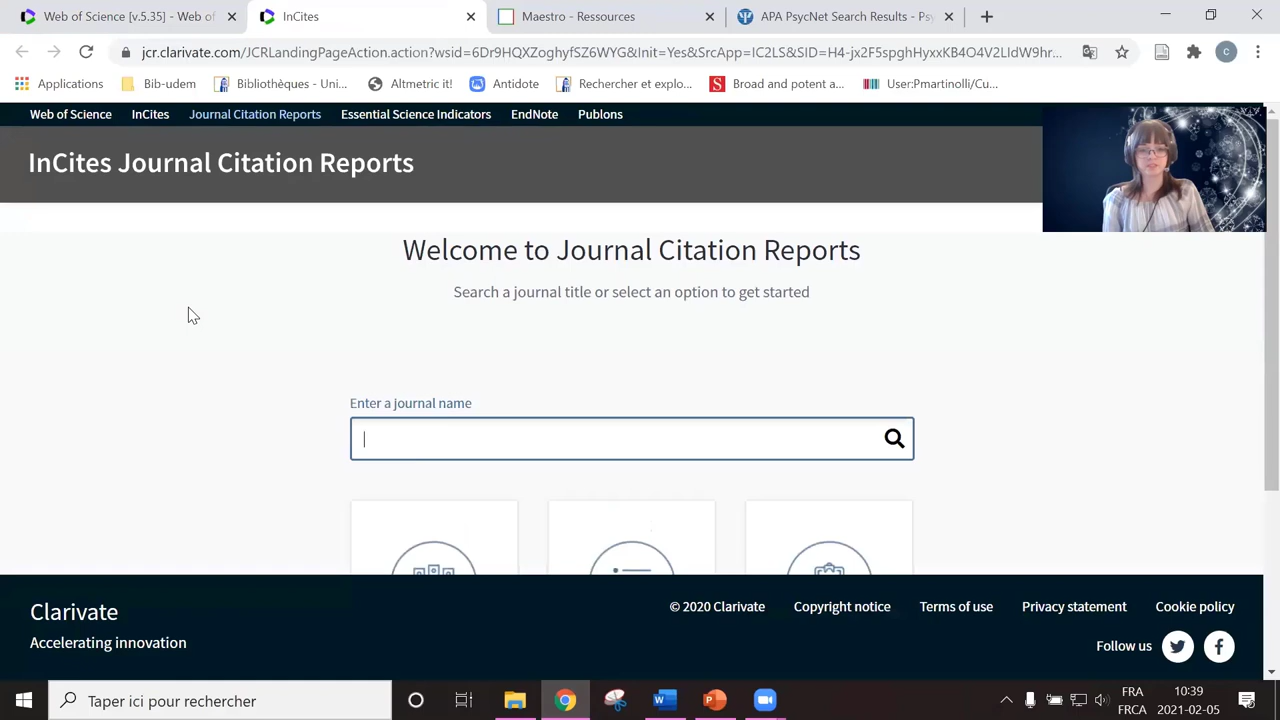 Web of Science [v.5.35] - Web of
InCites
Maestro - Ressources
APA PsycNet Search Results - Psy
jcr.clarivate.com/JCRLandingPageAction.action?wsid=6Dr9HQXZoghyfSZ6WYG&Init=Yes&SrcApp=IC2LS&SID=H4-jx2F5spghHyxxKB4O4V2LIdW9hr...
C
Applications
Bib-udem
Bibliothèques - Uni...
Altmetric it!
Antidote
Rechercher et explo...
Broad and potent a...
User:Pmartinolli/Cu...
Web of Science
InCites
Journal Citation Reports
Essential Science Indicators
EndNote
Publons
InCites Journal Citation Reports
Welcome to Journal Citation Reports
Search a journal title or select an option to get started
Enter a journal name
Clarivate
© 2020 Clarivate
Copyright notice
Terms of use
Privacy statement
Cookie policy
Accelerating innovation
Follow us
Taper ici pour rechercher
FRA
FRCA
10:39
2021-02-05